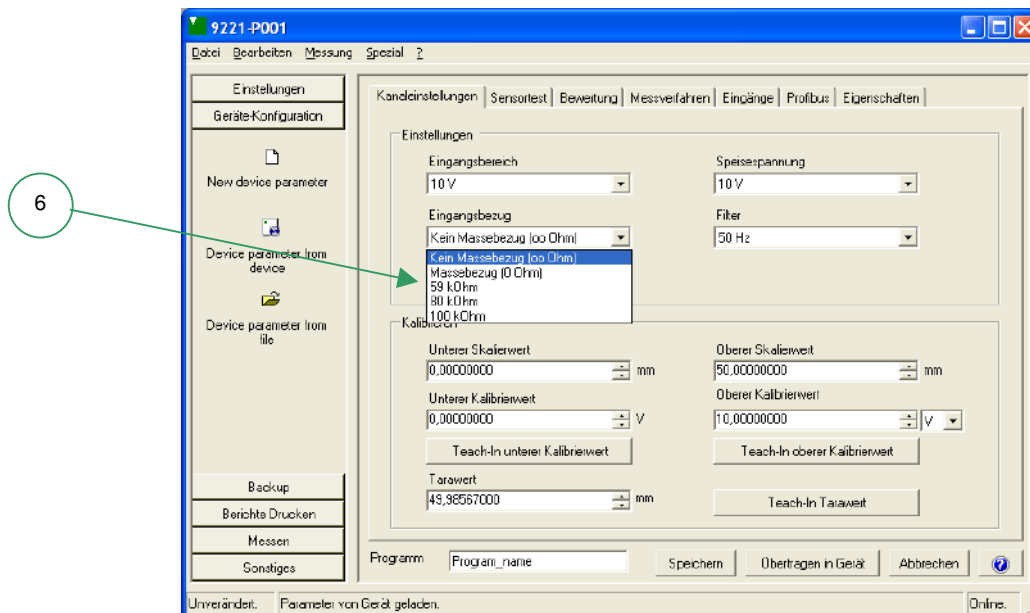 9221-P001
Datei Bearbeiten Messung Spezial ?
Einstellungen
Geräte-Konfiguration
New device parameter
Device parameter from
device
Device parameter from
file
Backup
Berichte Drucken
Messen
Sonstiges
6
Kanaleinstellungen Sensortest Bewertung Messverfahren Eingänge Profibus Eigenschaften
Einstellungen
Eingangsbereich Speisespannung
10 V 10 V
Eingangsbezug Filter
Kein Massebezug (oo Ohm) 50 Hz
Kein Massebezug (oo Ohm)
Massebezug (0 Ohm)
59 kOhm
80 kOhm
100 kOhm
Kalibrieren
Unterer Skalierwert Oberer Skalierwert
0,00000000 mm 50,00000000 mm
Unterer Kalibrierwert Oberer Kalibrierwert
0,00000000 V 10,00000000 V
Teach-In unterer Kalibrierwert Teach-In oberer Kalibrierwert
Tarawert
49,98567000 mm Teach-In Tarawert
Programm Program_name Speichern Übertragen in Gerät Abbrechen ?
Unverändert. Parameter von Gerät geladen. Online.